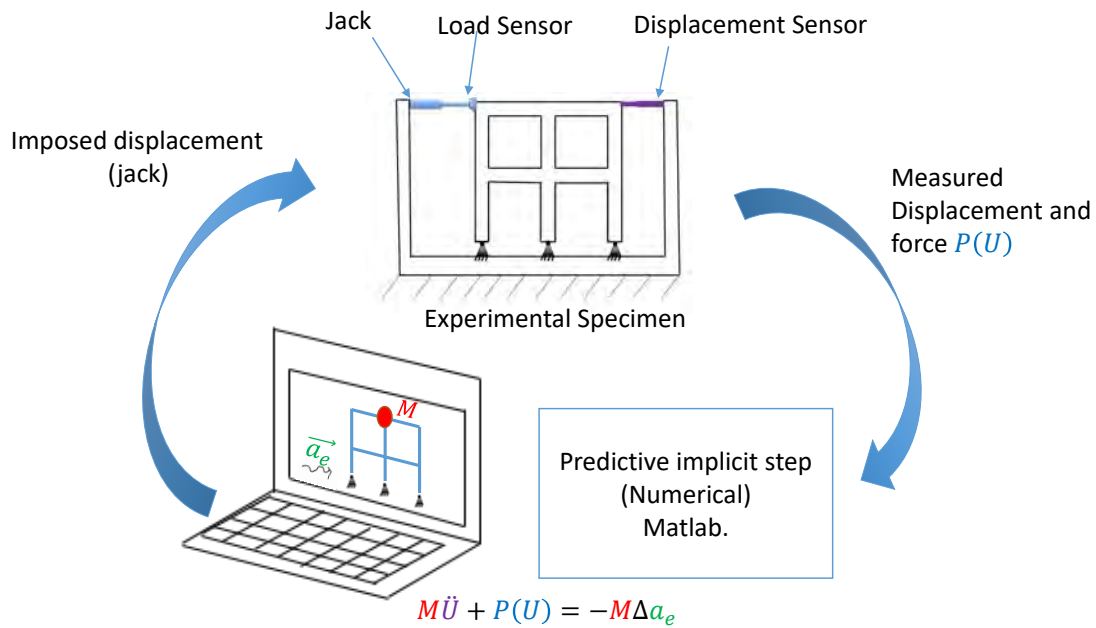 Jack
Load Sensor
Displacement Sensor
Imposed displacement
(jack)
Measured
Displacement and
force P(U)
Experimental Specimen
M
a_e
Predictive implicit step
(Numerical)
Matlab.
MÜ + P(U) = −MΔa_e